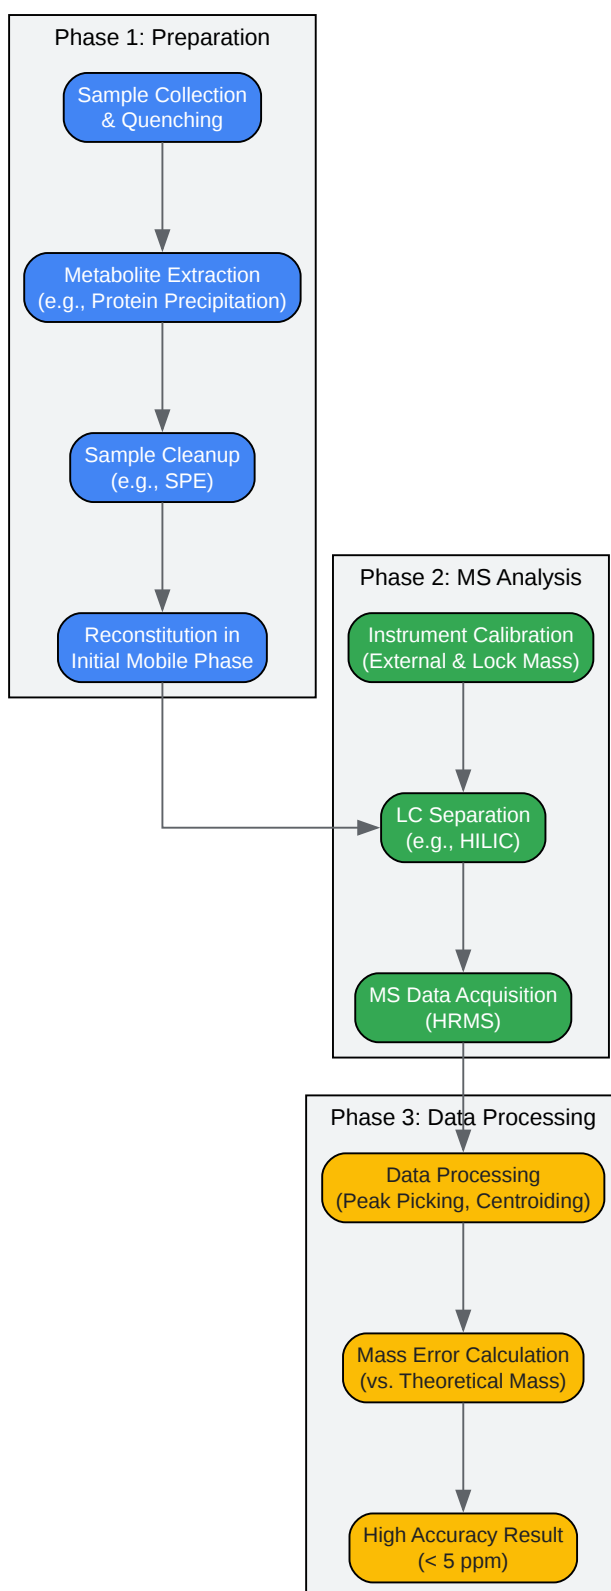 Phase 1: Preparation
Sample Collection
& Quenching
Metabolite Extraction
(e.g., Protein Precipitation)
Sample Cleanup
(e.g., SPE)
Reconstitution in
Initial Mobile Phase
Phase 2: MS Analysis
Instrument Calibration
(External & Lock Mass)
LC Separation
(e.g., HILIC)
MS Data Acquisition
(HRMS)
Phase 3: Data Processing
Data Processing
(Peak Picking, Centroiding)
Mass Error Calculation
(vs. Theoretical Mass)
High Accuracy Result
(< 5 ppm)